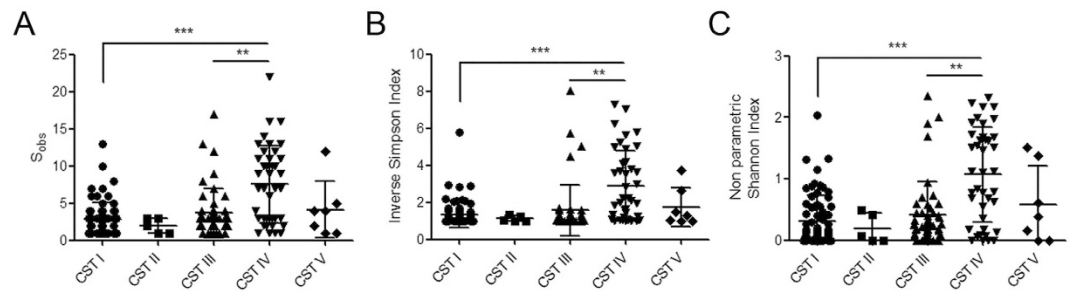 A
***
**
25
20
15
10
5
0
Sobs
CST I
CST II
CST III
CST IV
CST V
B
***
**
10
8
6
4
2
0
Inverse Simpson Index
CST I
CST II
CST III
CST IV
CST V
C
***
**
3
2
1
0
Non parametric
Shannon Index
CST I
CST II
CST III
CST IV
CST V